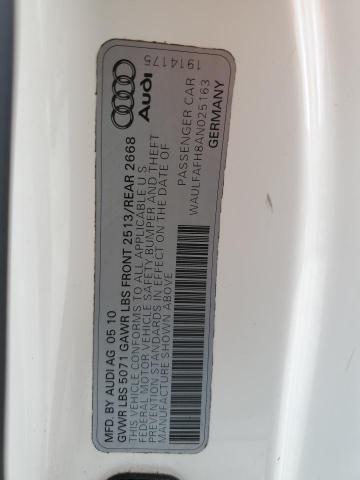 MFD. BY AUDI AG 05 10
GVWR LBS 5071 GAWR LBS FRONT 2513/REAR 2668
THIS VEHICLE CONFORMS TO ALL APPLICABLE U.S.
FEDERAL MOTOR VEHICLE SAFETY BUMPER AND THEFT
PREVENTION STANDARDS IN EFFECT ON THE DATE OF
MANUFACTURE SHOWN ABOVE
PASSENGER CAR
WAULFAFH8AN025163
GERMANY
Audi
1914175